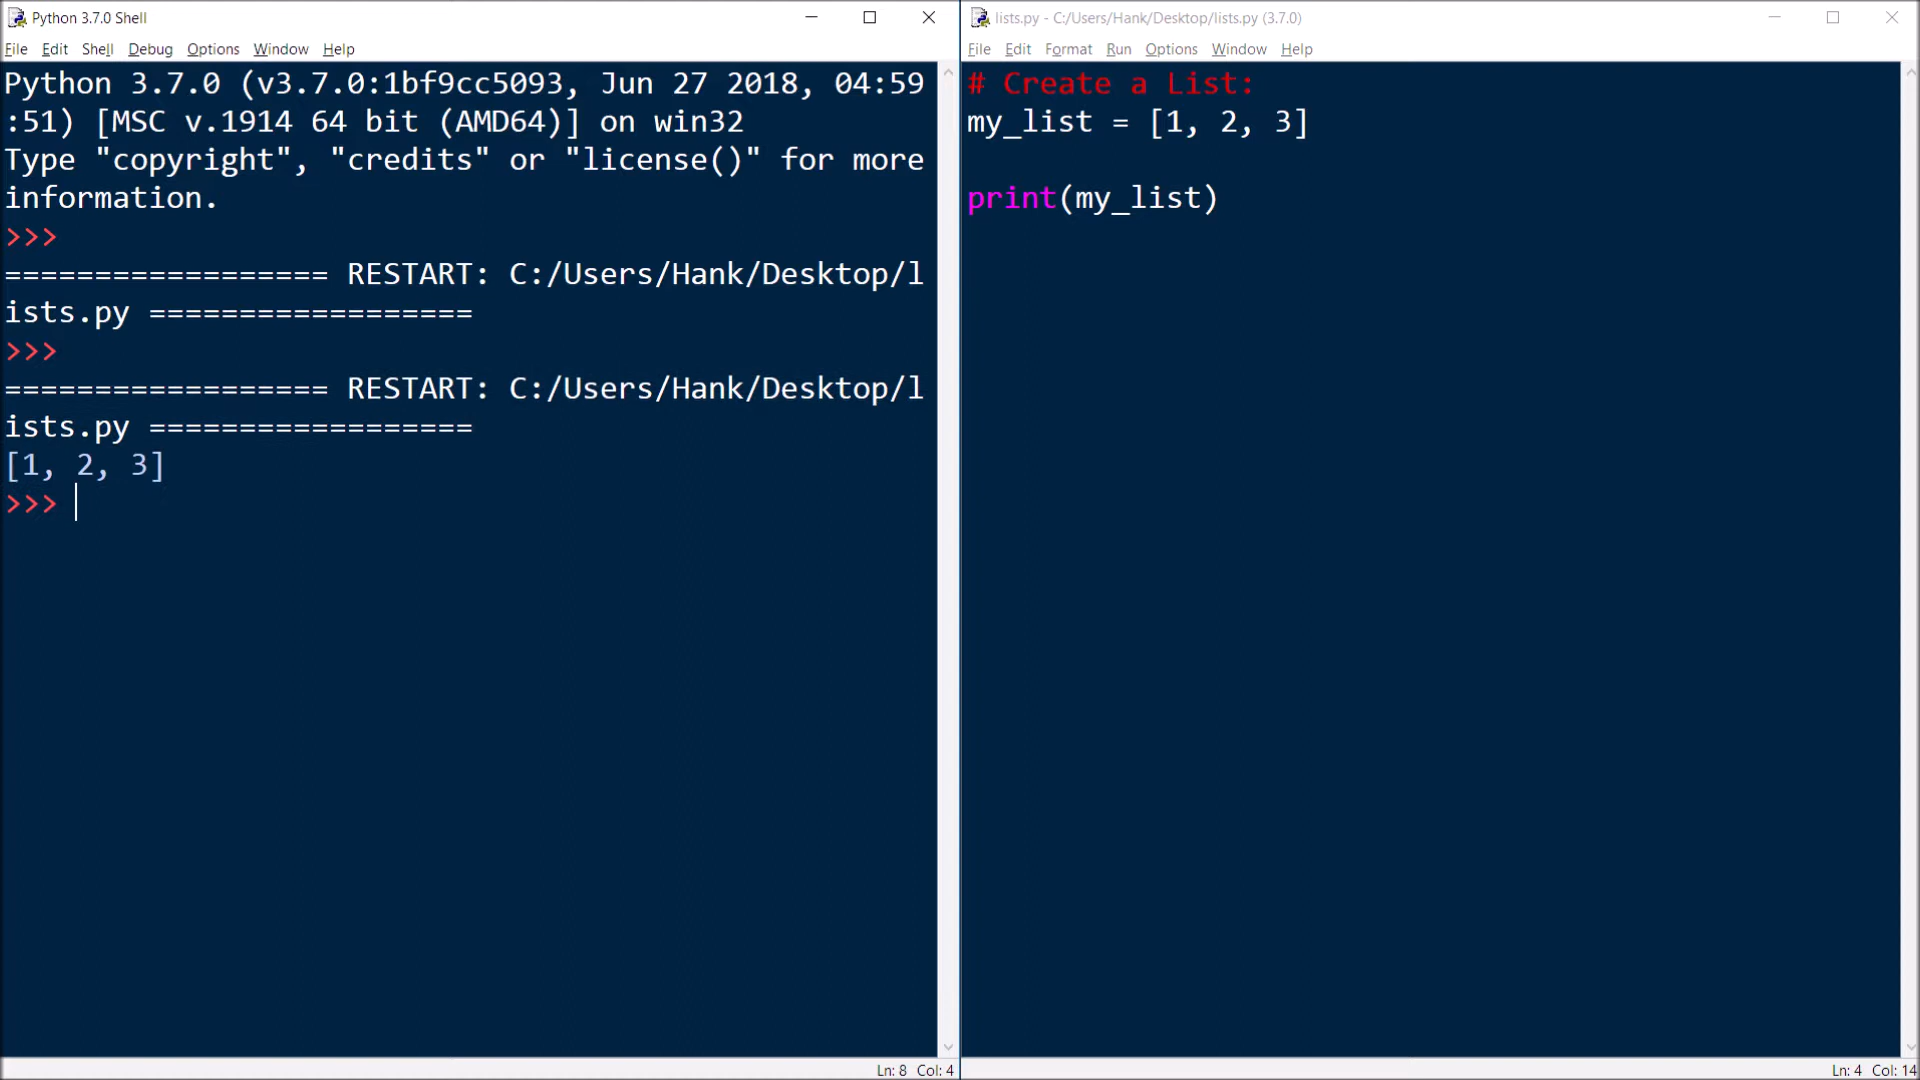 Python 3.7.0 Shell
File Edit Shell Debug Options Window Help
Python 3.7.0 (v3.7.0:1bf9cc5093, Jun 27 2018, 04:59
:51) [MSC v.1914 64 bit (AMD64)] on win32
Type "copyright", "credits" or "license()" for more
information.
>>>
================== RESTART: C:/Users/Hank/Desktop/l
ists.py ==================
>>>
================== RESTART: C:/Users/Hank/Desktop/l
ists.py ==================
[1, 2, 3]
>>>
Ln: 8 Col: 4
lists.py - C:/Users/Hank/Desktop/lists.py (3.7.0)
File Edit Format Run Options Window Help
# Create a List:
my_list = [1, 2, 3]
print(my_list)
Ln: 4 Col: 14